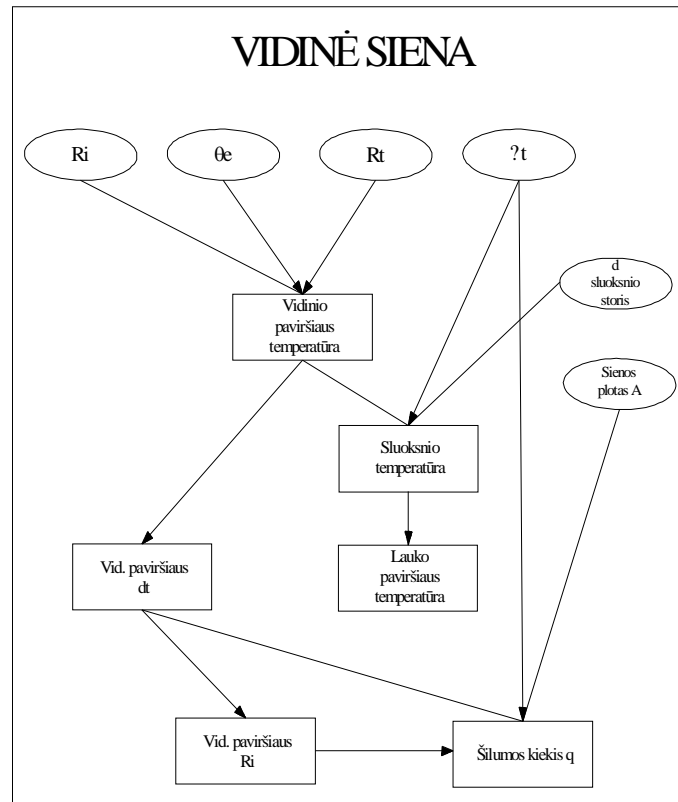 VIDINĖ SIENA
Ri
θe
Rt
?t
d
sluoksnio
storis
Vidinio
paviršiaus
temperatūra
Sienos
plotas A
Sluoksnio
temperatūra
Vid. paviršiaus
dt
Lauko
paviršiaus
temperatūra
Vid. paviršiaus
Ri
Šilumos kiekis q